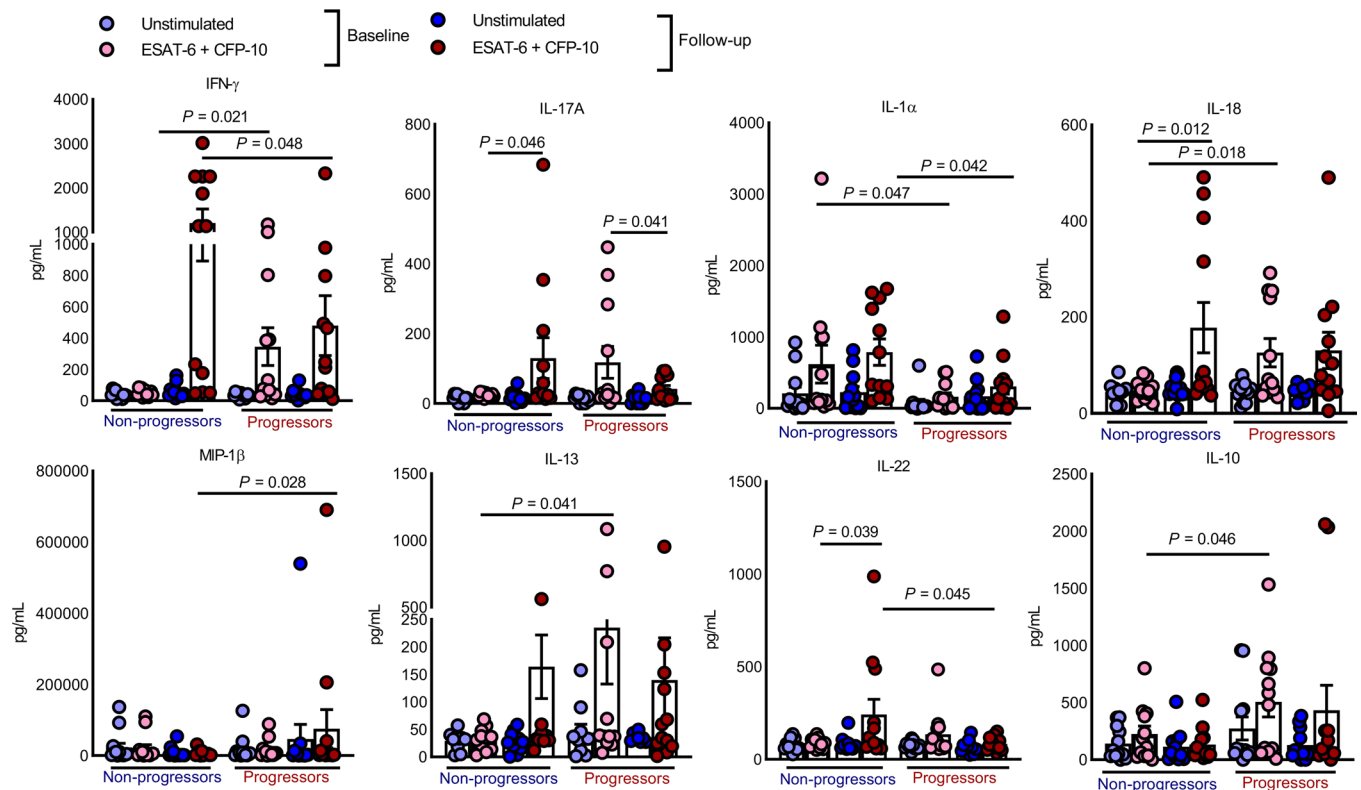 Unstimulated
ESAT-6 + CFP-10
Baseline
Unstimulated
ESAT-6 + CFP-10
Follow-up
IFN-γ
4000
3000
2000
1000
1000
800
600
400
200
0
pg/mL
P = 0.021
P = 0.048
Non-progressors
Progressors
IL-17A
800
600
400
200
0
pg/mL
P = 0.046
P = 0.041
Non-progressors
Progressors
IL-1α
4000
3000
2000
1000
0
pg/mL
P = 0.047
P = 0.042
Non-progressors
Progressors
IL-18
600
400
200
0
pg/mL
P = 0.012
P = 0.018
Non-progressors
Progressors
MIP-1β
800000
600000
400000
200000
0
pg/mL
P = 0.028
Non-progressors
Progressors
IL-13
1500
1000
500
250
200
150
100
50
0
pg/mL
P = 0.041
Non-progressors
Progressors
IL-22
1500
1000
500
0
pg/mL
P = 0.039
P = 0.045
Non-progressors
Progressors
IL-10
2500
2000
1500
1000
500
0
pg/mL
P = 0.046
Non-progressors
Progressors